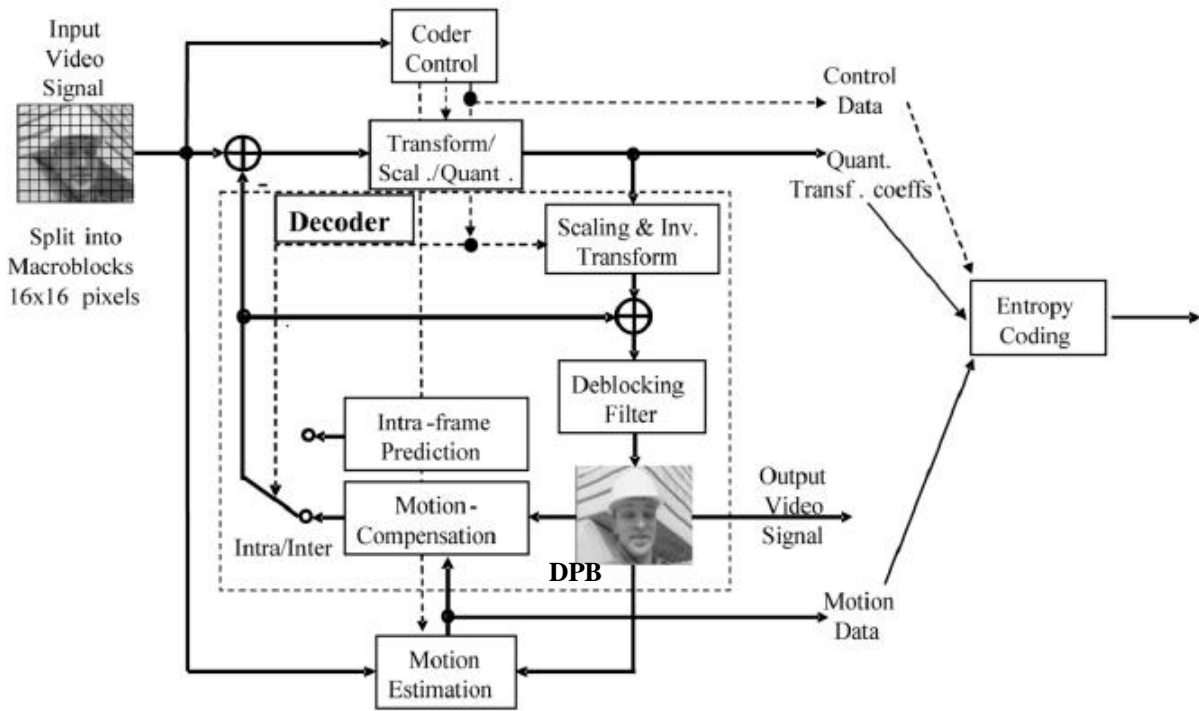 Input
Video
Signal
Coder
Control
Control
Data
Transform/
Scal./Quant.
Quant.
Transf. coeffs
-
Decoder
Scaling & Inv.
Transform
Split into
Macroblocks
16x16 pixels
Entropy
Coding
Deblocking
Filter
Intra-frame
Prediction
Output
Video
Signal
Motion-
Compensation
Intra/Inter
DPB
Motion
Data
Motion
Estimation